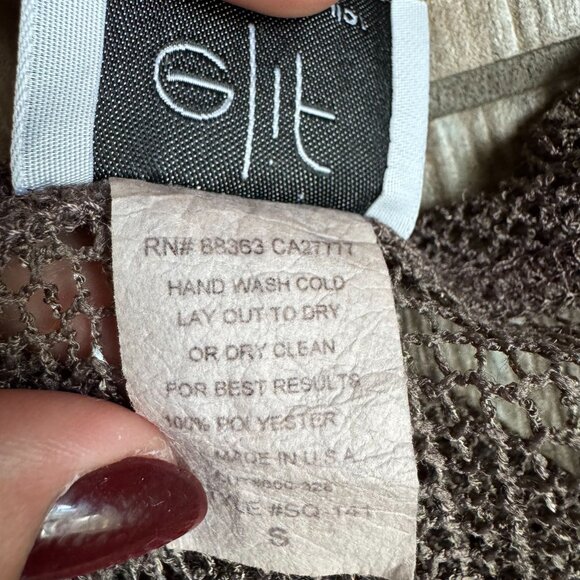 Glit
RN# 88363 CA27777
HAND WASH COLD
LAY OUT TO DRY
OR DRY CLEAN
FOR BEST RESULTS
100% POLYESTER
MADE IN U.S.A
STYLE #SQ-141
S